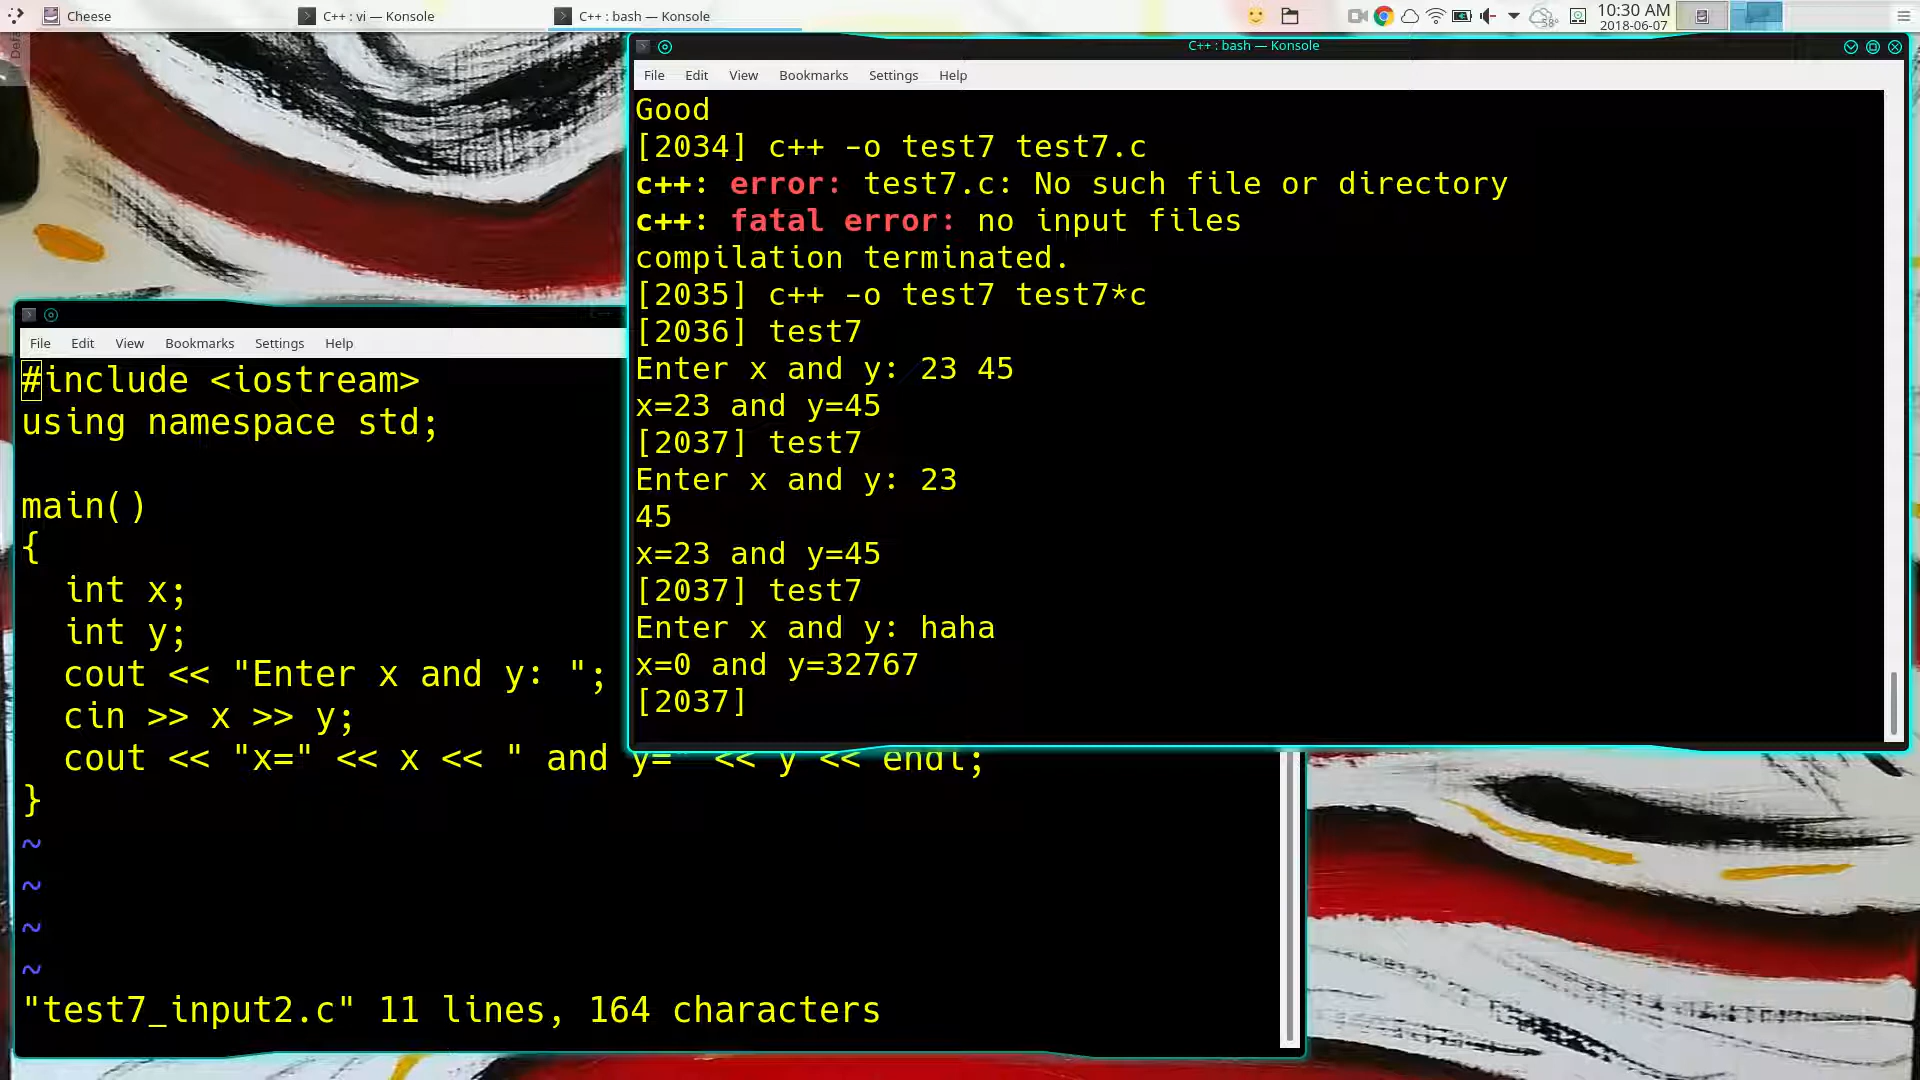 Cheese
C++ : vi — Konsole
C++ : bash — Konsole
58°
10:30 AM
2018-06-07
C++ : bash — Konsole
File Edit View Bookmarks Settings Help
Good
[2034] c++ -o test7 test7.c
c++: error: test7.c: No such file or directory
c++: fatal error: no input files
compilation terminated.
[2035] c++ -o test7 test7*c
[2036] test7
Enter x and y: 23 45
x=23 and y=45
[2037] test7
Enter x and y: 23
45
x=23 and y=45
[2037] test7
Enter x and y: haha
x=0 and y=32767
[2037]
File Edit View Bookmarks Settings Help
#include <iostream>
using namespace std;
main()
{
int x;
int y;
cout << "Enter x and y: ";
cin >> x >> y;
cout << "x=" << x << " and y=" << y << endl;
}
~
~
~
~
"test7_input2.c" 11 lines, 164 characters